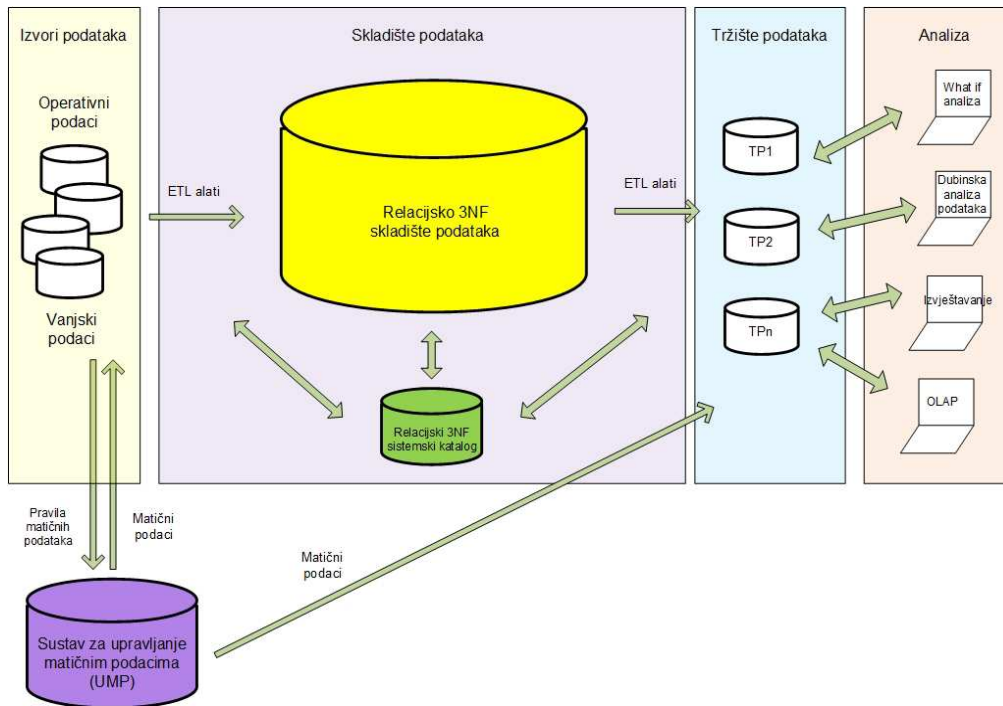 Izvori podataka
Operativni
podaci
Vanjski
podaci
ETL alati
Skladište podataka
Relacijsko 3NF
skladište podataka
Relacijski 3NF
sistemski katalog
ETL alati
Tržište podataka
TP1
TP2
TPn
Analiza
What if
analiza
Dubinska
analiza
podataka
Izvještavanje
OLAP
Pravila
matičnih
podataka
Matični
podaci
Matični
podaci
Sustav za upravljanje
matičnim podacima
(UMP)